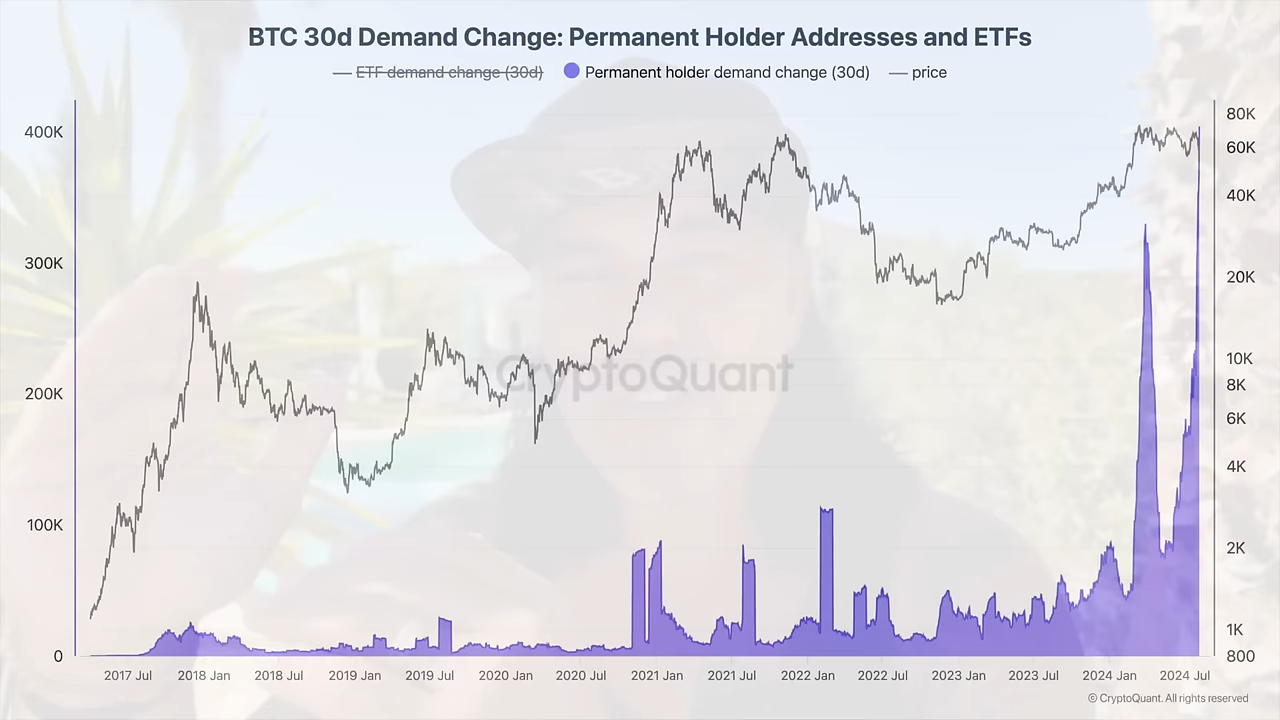 BTC 30d Demand Change: Permanent Holder Addresses and ETFs
ETF demand change (30d) Permanent holder demand change (30d) price
400K
300K
200K
100K
0
80K
60K
40K
20K
10K
8K
6K
4K
2K
1K
800
CryptoQuant
2017 Jul 2018 Jan 2018 Jul 2019 Jan 2019 Jul 2020 Jan 2020 Jul 2021 Jan 2021 Jul 2022 Jan 2022 Jul 2023 Jan 2023 Jul 2024 Jan 2024 Jul
© CryptoQuant. All rights reserved